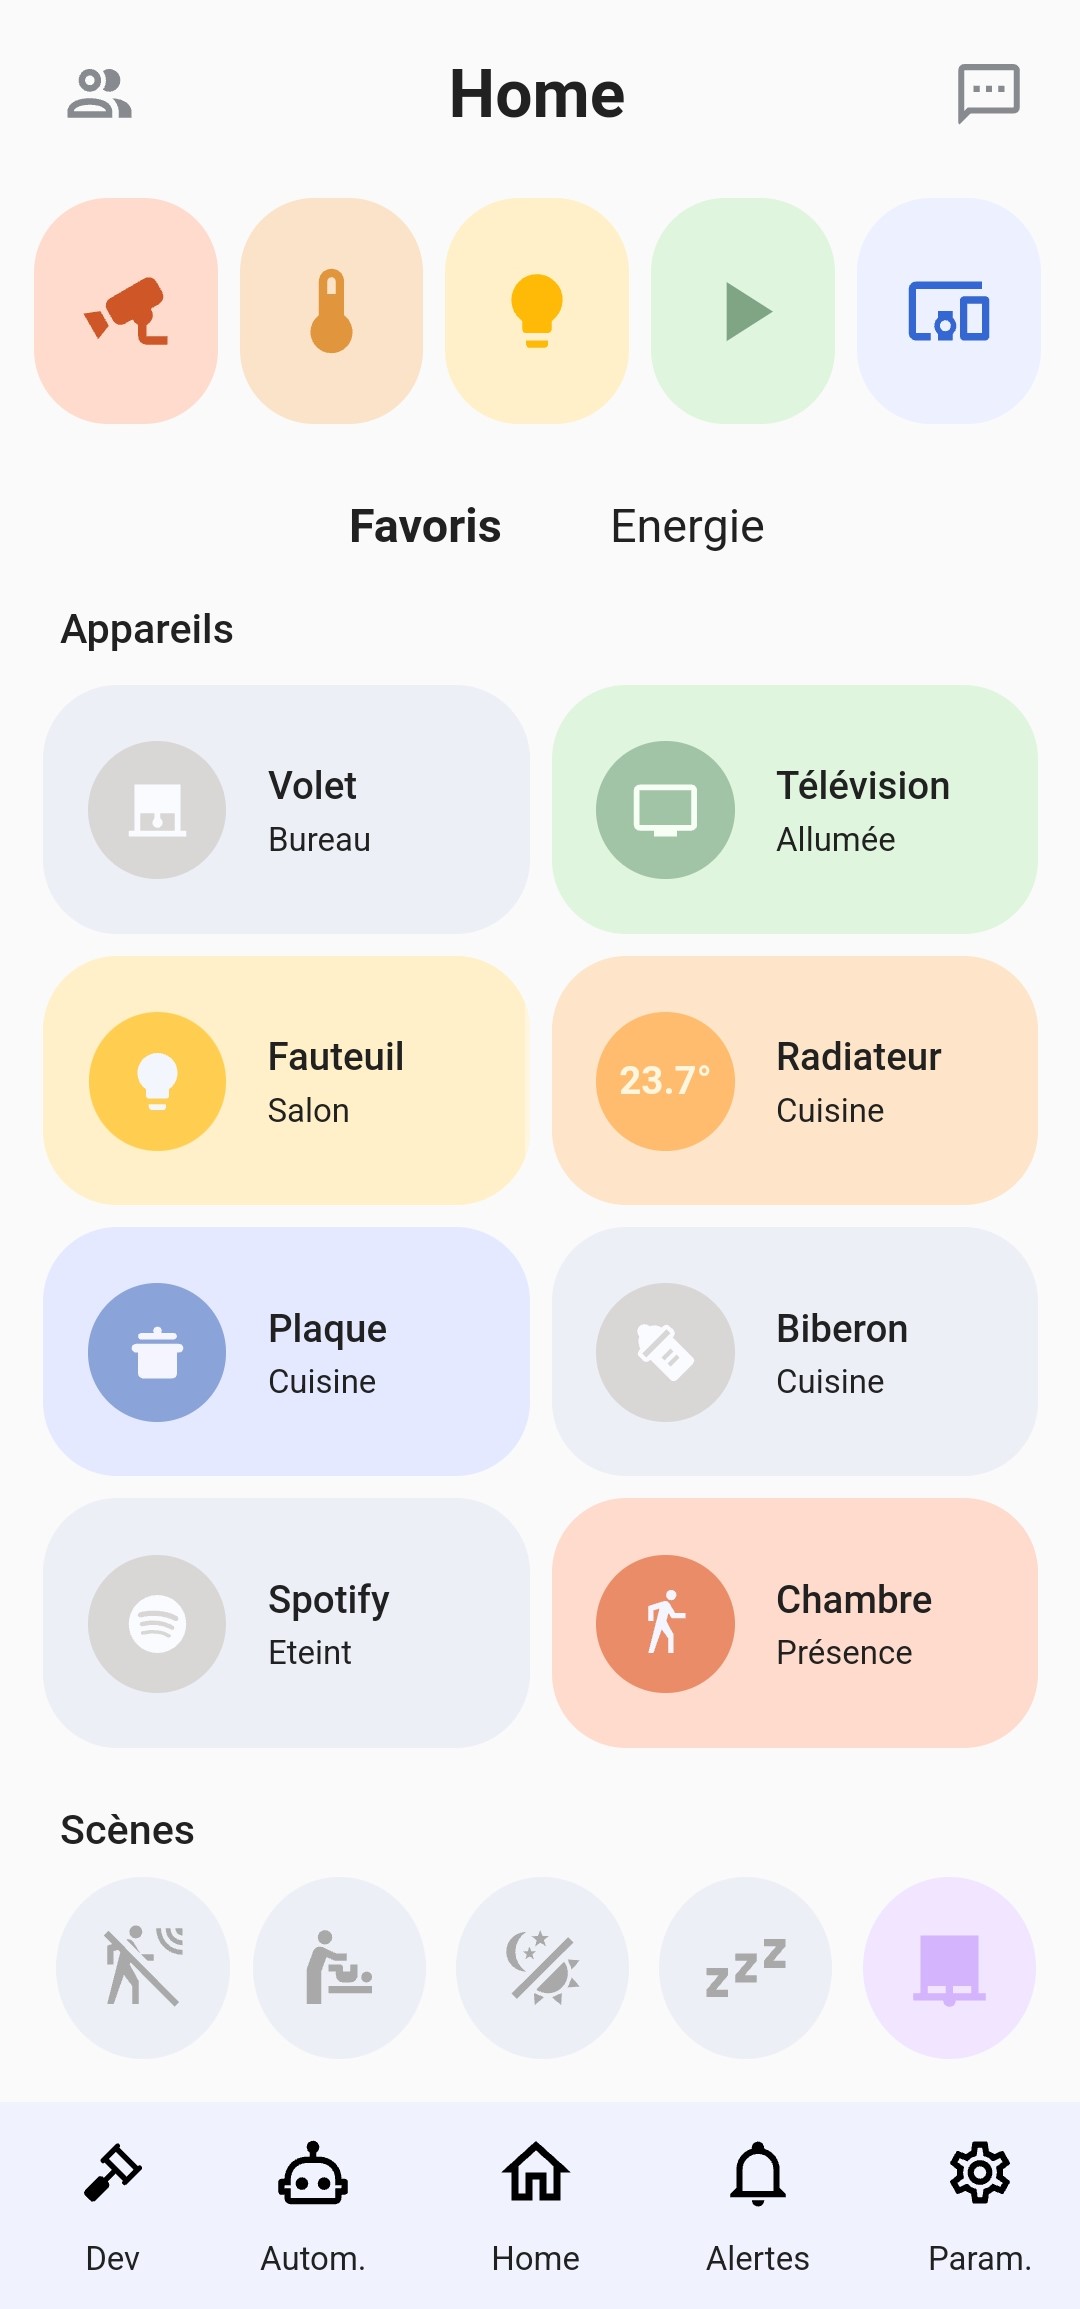 Home
Favoris
Energie
Appareils
Volet
Bureau
Télévision
Allumée
Fauteuil
Salon
23.7°
Radiateur
Cuisine
Plaque
Cuisine
Biberon
Cuisine
Spotify
Eteint
Chambre
Présence
Scènes
zzz
Dev
Autom.
Home
Alertes
Param.